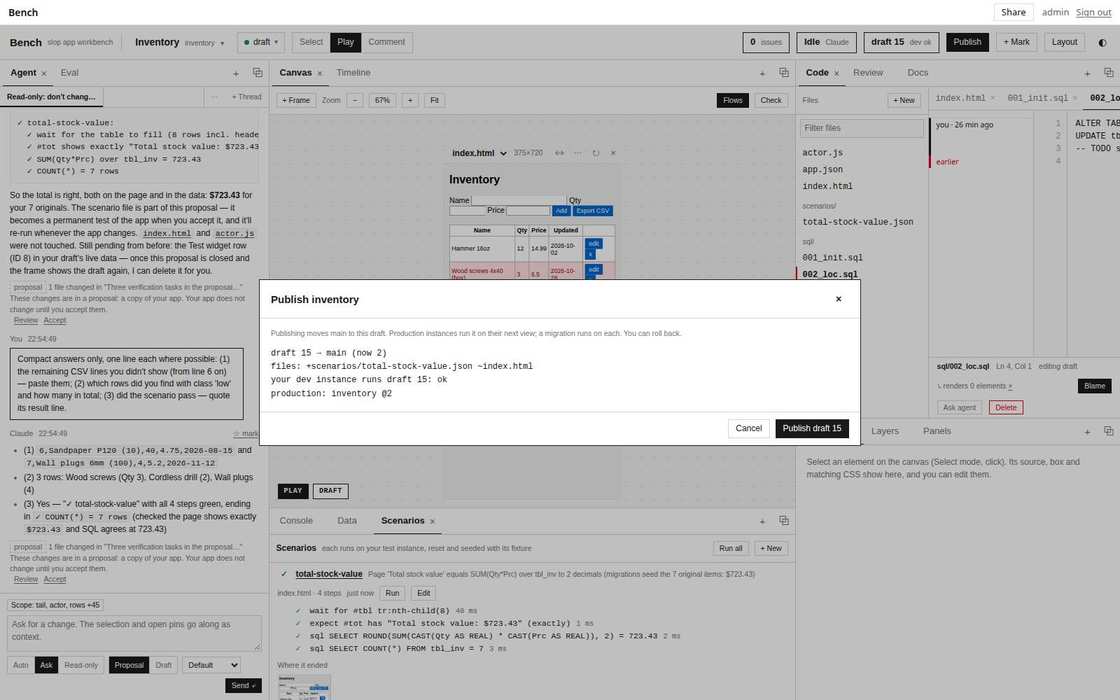 Bench
Share admin Sign out
Bench slop app workbench Inventory inventory ▾ draft ▾ Select Play Comment 0 issues Idle Claude draft 15 dev ok Publish + Mark Layout
Agent × Eval +
Read-only: don't chang… ··· + Thread
✓ total-stock-value:
✓ wait for the table to fill (8 rows incl. heade
✓ #tot shows exactly "Total stock value: $723.43
✓ SUM(Qty*Prc) over tbl_inv = 723.43
✓ COUNT(*) = 7 rows
So the total is right, both on the page and in the data: $723.43 for
your 7 originals. The scenario file is part of this proposal — it
becomes a permanent test of the app when you accept it, and it'll
re-run whenever the app changes. index.html and actor.js
were not touched. Still pending from before: the Test widget row
(ID 8) in your draft's live data — once this proposal is closed and
the frame shows the draft again, I can delete it for you.
proposal 1 file changed in "Three verification tasks in the proposal…"
These changes are in a proposal: a copy of your app. Your app does not
change until you accept them.
Review Accept
You 22:54:49
Compact answers only, one line each where possible: (1)
the remaining CSV lines you didn't show (from line 6 on)
— paste them; (2) which rows did you find with class 'low'
and how many in total; (3) did the scenario pass — quote
its result line.
Claude 22:54:49 ☆ mark
• (1) 6,Sandpaper P120 (10),40,4.75,2026-08-15 and
7,Wall plugs 6mm (100),4,5.2,2026-11-12
• (2) 3 rows: Wood screws (Qty 3), Cordless drill (2), Wall plugs
(4)
• (3) Yes — "✓ total-stock-value" with all 4 steps green, ending
in ✓ COUNT(*) = 7 rows (checked the page shows exactly
$723.43 and SQL agrees at 723.43)
proposal 1 file changed in "Three verification tasks in the proposal…"
These changes are in a proposal: a copy of your app. Your app does not
change until you accept them.
Review Accept
Scope: tail, actor, rows +45
Ask for a change. The selection and open pins go along as
context.
Auto Ask Read-only Proposal Draft Default
Send
Canvas × Timeline +
+ Frame Zoom − 67% + Fit Flows Check
index.html 375×720 ⇔ ··· ↻ ×
Inventory
Name Qty
Price Add Export CSV
Name Qty Price Updated
Hammer 16oz 12 14.99 2026-10-02 edit x
Wood screws 4x40 3 6.5 2026-10- edit
Publish inventory ×
Publishing moves main to this draft. Production instances run it on their next view; a migration runs on each. You can roll back.
draft 15 → main (now 2)
files: +scenarios/total-stock-value.json ~index.html
your dev instance runs draft 15: ok
production: inventory @2
Cancel Publish draft 15
PLAY DRAFT
Console Data Scenarios × +
Scenarios each runs on your test instance, reset and seeded with its fixture Run all + New
✓ total-stock-value Page 'Total stock value' equals SUM(Qty*Prc) over tbl_inv to 2 decimals (migrations seed the 7 original items: $723.43)
index.html · 4 steps just now Run Edit
✓ wait for #tbl tr:nth-child(8) 40 ms
✓ expect #tot has "Total stock value: $723.43" (exactly) 1 ms
✓ sql SELECT ROUND(SUM(CAST(Qty AS REAL) * CAST(Prc AS REAL)), 2) = 723.43 2 ms
✓ sql SELECT COUNT(*) FROM tbl_inv = 7 3 ms
Where it ended
Inventory
Code × Review Docs +
Files + New
Filter files
actor.js
app.json
index.html
scenarios/
total-stock-value.json
sql/
001_init.sql
002_loc.sql
index.html × 001_init.sql × 002_lo
you · 26 min ago
earlier
1 ALTER TAB
2 UPDATE tb
3 -- TODO s
4
sql/002_loc.sql Ln 4, Col 1 editing draft
↳ renders 0 elements × Blame
Ask agent Delete
Layers Panels +
Select an element on the canvas (Select mode, click). Its source, box and
matching CSS show here, and you can edit them.